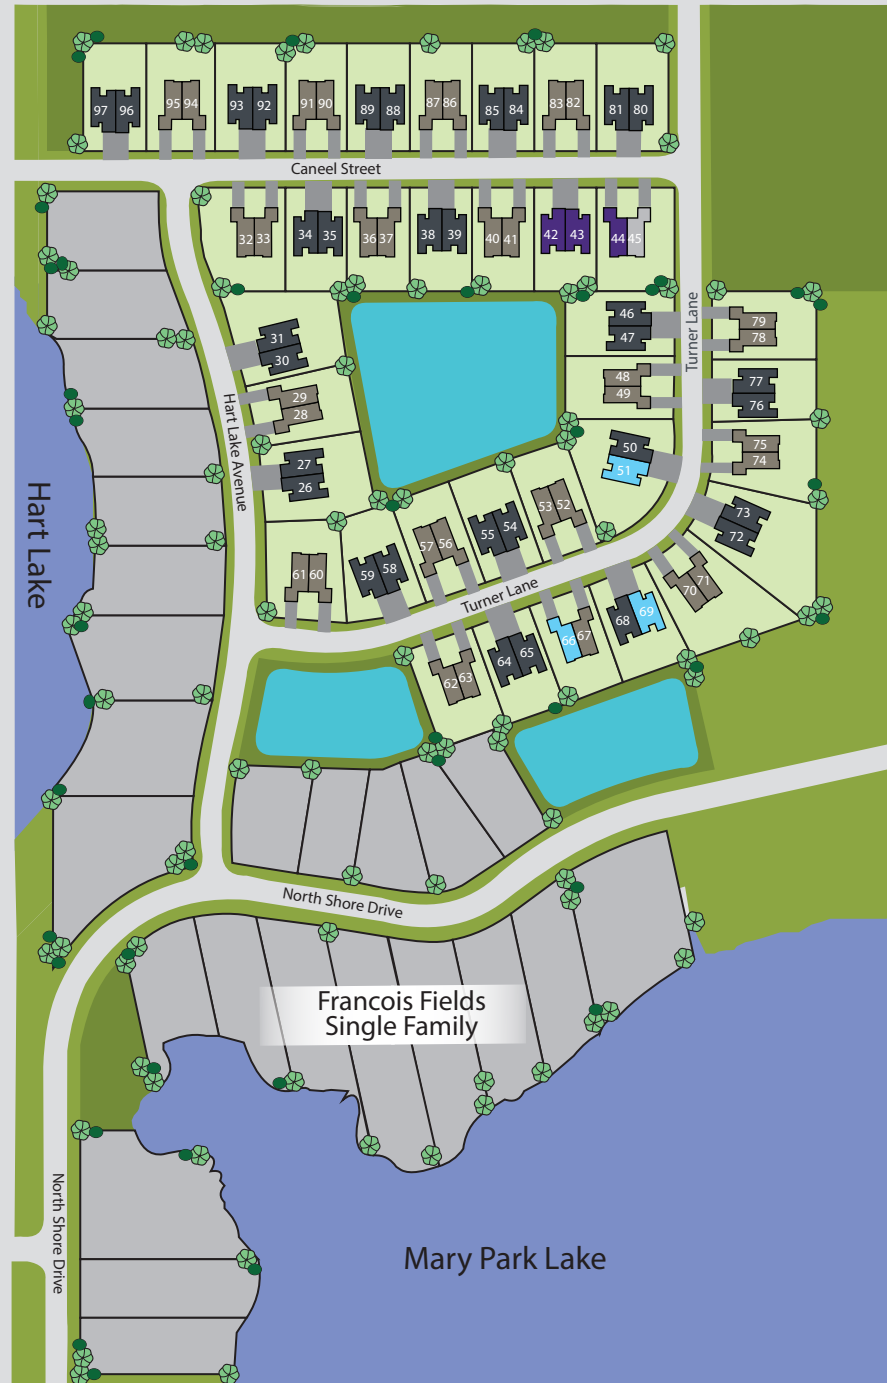 97 96 95 94 93 92 91 90 89 88 87 86 85 84 83 82 81 80
Caneel Street
32 33 34 35 36 37 38 39 40 41 42 43 44 45
46
47
48
49
50
51
Turner Lane
79
78
77
76
75
74
73
72
71
70
31
30
29
28
27
26
Hart Lake Avenue
Hart Lake
61 60 59 58 57 56 55 54 53 52
Turner Lane
62 63 64 65 66 67 68 69
North Shore Drive
Francois Fields
Single Family
North Shore Drive
Mary Park Lake